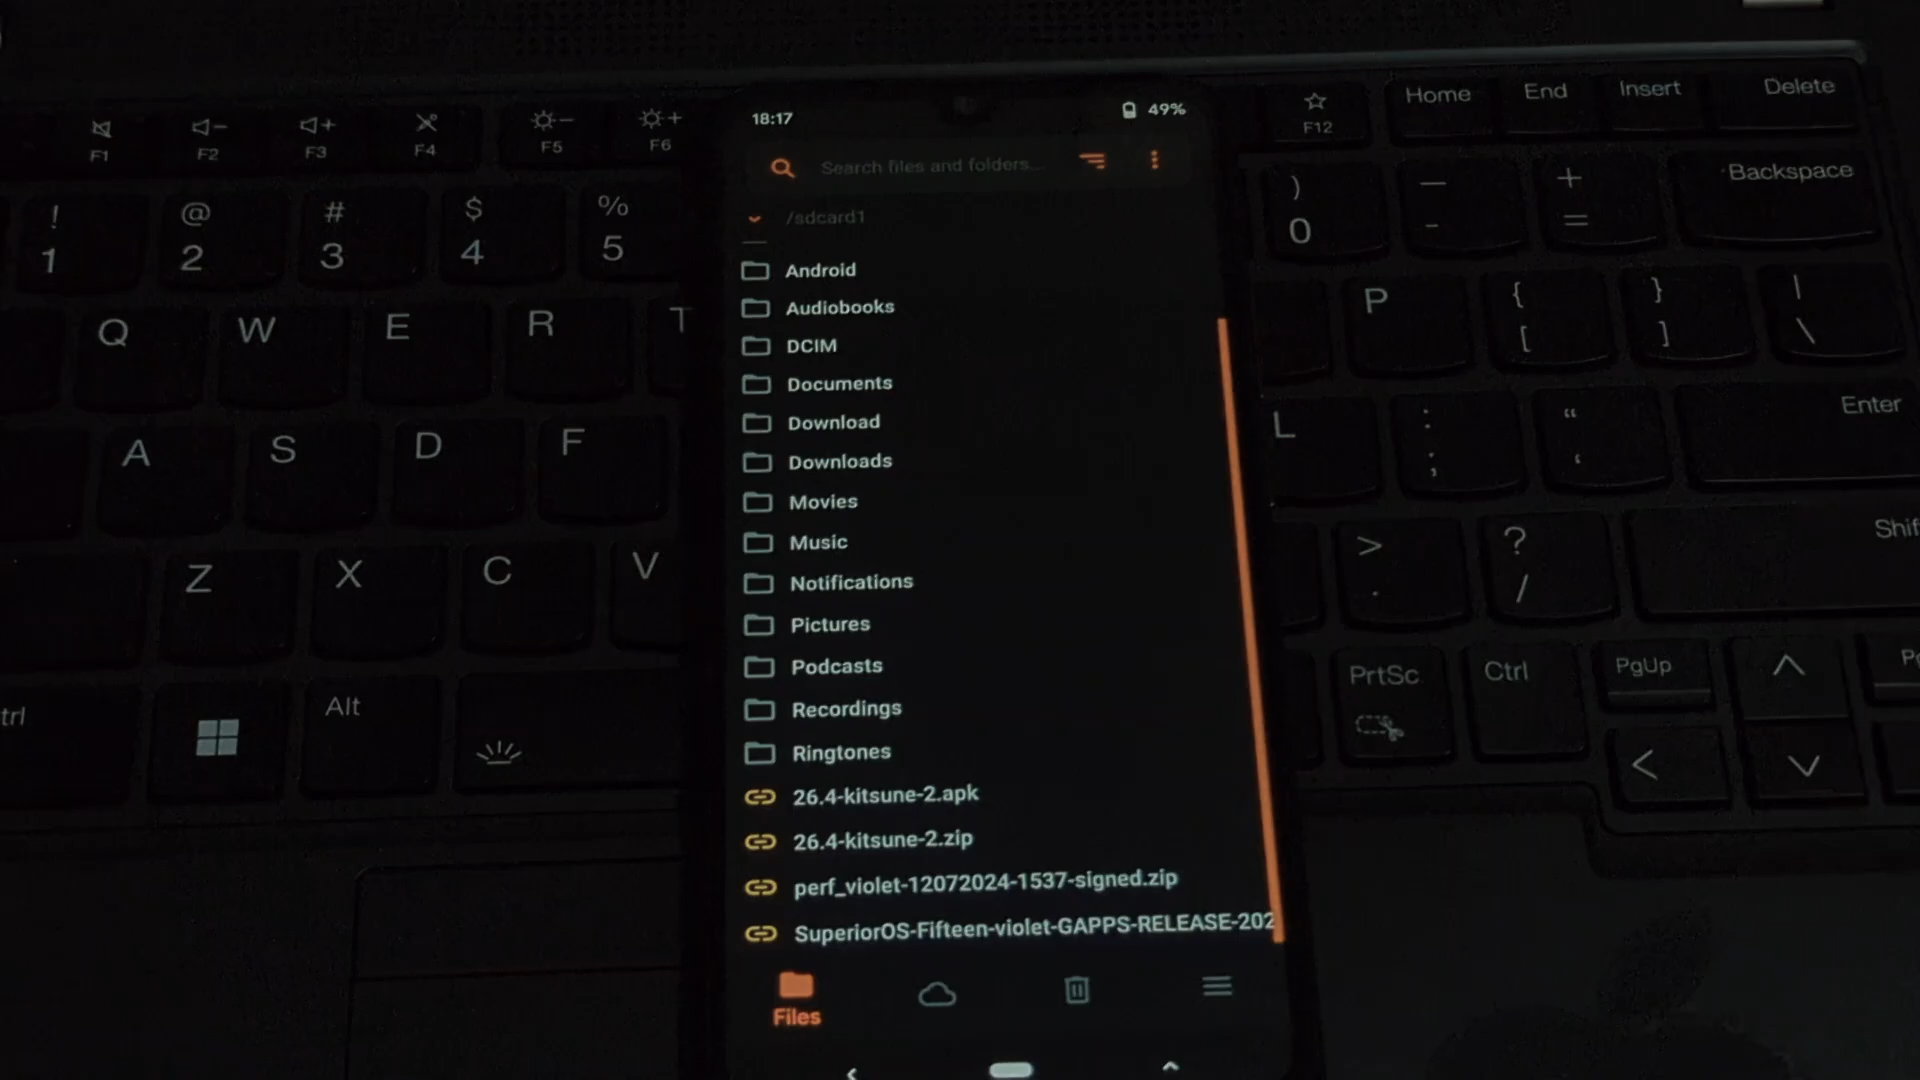 18:17
49%
Search files and folders...
/sdcard1
Android
Audiobooks
DCIM
Documents
Download
Downloads
Movies
Music
Notifications
Pictures
Podcasts
Recordings
Ringtones
26.4-kitsune-2.apk
26.4-kitsune-2.zip
perf_violet-12072024-1537-signed.zip
SuperiorOS-Fifteen-violet-GAPPS-RELEASE-202
Files
F1 F2 F3 F4 F5 F6
F12 Home End Insert Delete
! 1 @ 2 # 3 $ 4 % 5
) 0 — - + = Backspace
Q W E R T
P { [ } ] | \
A S D F
L : ; “ ‘ Enter
Z X C V
> . ? / Shif
trl Alt
PrtSc Ctrl PgUp